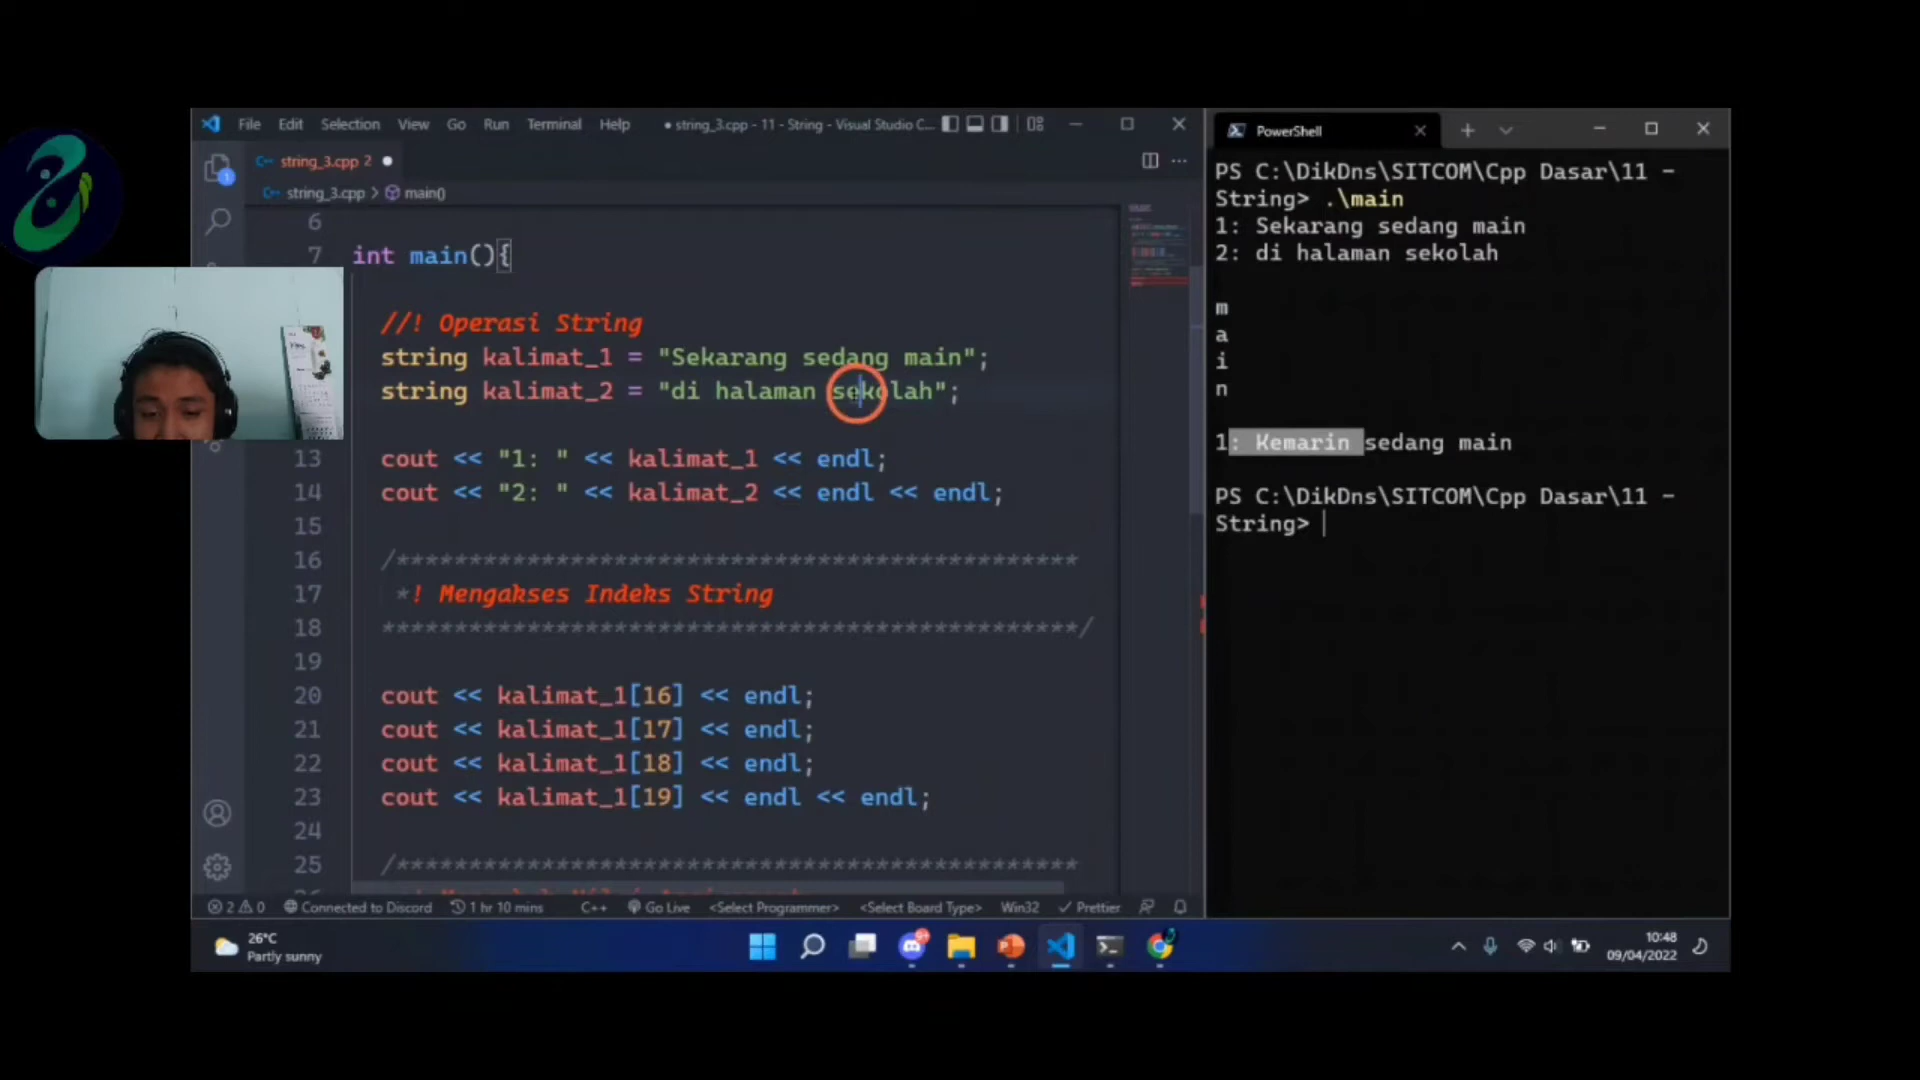 File Edit Selection View Go Run Terminal Help
● string_3.cpp - 11 - String - Visual Studio C...
string_3.cpp 2 ●
string_3.cpp > main()
6
7 int main(){
//! Operasi String
string kalimat_1 = "Sekarang sedang main";
string kalimat_2 = "di halaman sekolah";
13 cout << "1: " << kalimat_1 << endl;
14 cout << "2: " << kalimat_2 << endl << endl;
15
16 /***********************************************
17 *! Mengakses Indeks String
18 ************************************************/
19
20 cout << kalimat_1[16] << endl;
21 cout << kalimat_1[17] << endl;
22 cout << kalimat_1[18] << endl;
23 cout << kalimat_1[19] << endl << endl;
24
25 /***********************************************
2 0 Connected to Discord 1 hr 10 mins C++ Go Live <Select Programmer> <Select Board Type> Win32 Prettier
PowerShell
PS C:\DikDns\SITCOM\Cpp Dasar\11 -
String> .\main
1: Sekarang sedang main
2: di halaman sekolah
m
a
i
n
1: Kemarin sedang main
PS C:\DikDns\SITCOM\Cpp Dasar\11 -
String>
26°C
Partly sunny
10:48
09/04/2022